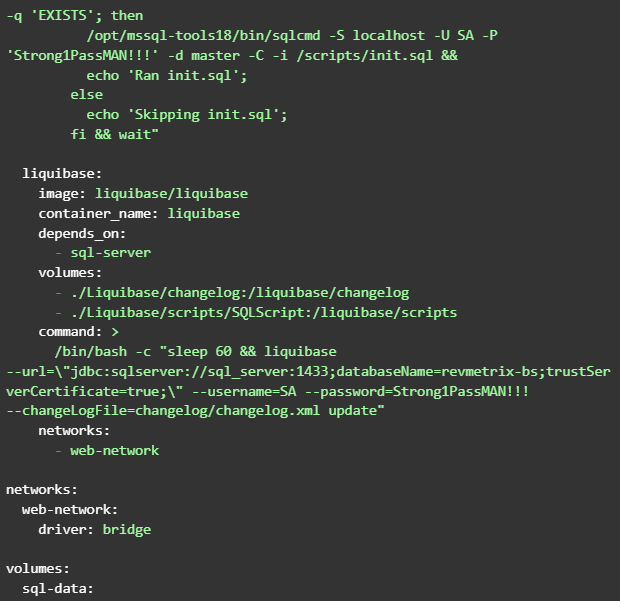 -q 'EXISTS'; then
          /opt/mssql-tools18/bin/sqlcmd -S localhost -U SA -P
'Strong1PassMAN!!!' -d master -C -i /scripts/init.sql &&
          echo 'Ran init.sql';
        else
          echo 'Skipping init.sql';
        fi && wait"

  liquibase:
    image: liquibase/liquibase
    container_name: liquibase
    depends_on:
      - sql-server
    volumes:
      - ./Liquibase/changelog:/liquibase/changelog
      - ./Liquibase/scripts/SQLScript:/liquibase/scripts
    command: >
      /bin/bash -c "sleep 60 && liquibase
--url=\"jdbc:sqlserver://sql_server:1433;databaseName=revmetrix-bs;trustSer
verCertificate=true;\" --username=SA --password=Strong1PassMAN!!!
--changeLogFile=changelog/changelog.xml update"
    networks:
      - web-network

networks:
  web-network:
    driver: bridge

volumes:
  sql-data: